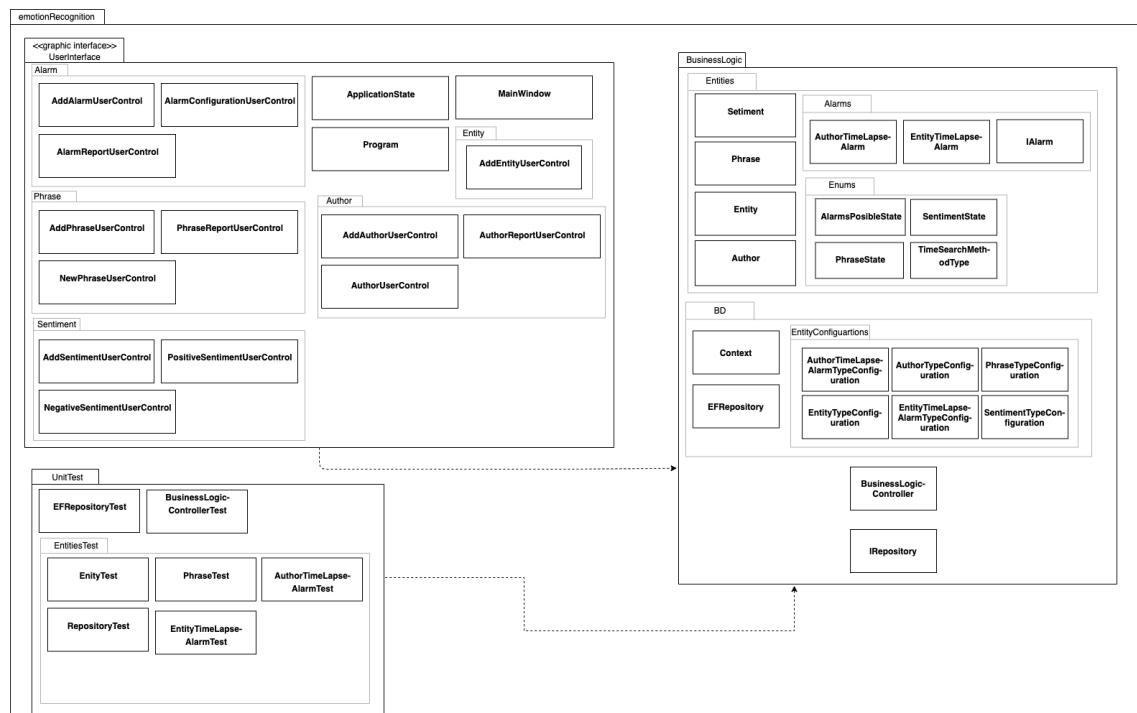 emotionRecognition
<<graphic interface>>
UserInterface
Alarm
AddAlarmUserControl
AlarmConfigurationUserControl
AlarmReportUserControl
ApplicationState
MainWindow
Program
Entity
AddEntityUserControl
Phrase
AddPhraseUserControl
PhraseReportUserControl
NewPhraseUserControl
Author
AddAuthorUserControl
AuthorReportUserControl
AuthorUserControl
Sentiment
AddSentimentUserControl
PositiveSentimentUserControl
NegativeSentimentUserControl
BusinessLogic
Entities
Setiment
Phrase
Entity
Author
Alarms
AuthorTimeLapse-
Alarm
EntityTimeLapse-
Alarm
IAlarm
Enums
AlarmsPosibleState
SentimentState
PhraseState
TimeSearchMeth-
odType
BD
Context
EFRepository
EntityConfiguartions
AuthorTimeLapse-
AlarmTypeConfig-
uration
AuthorTypeConfig-
uration
PhraseTypeConfig-
uration
EntityTypeConfig-
uration
EntityTimeLapse-
AlarmTypeConfig-
uration
SentimentTypeCon-
figuration
BusinessLogic-
Controller
IRepository
UnitTest
EFRepositoryTest
BusinessLogic-
ControllerTest
EntitiesTest
EnityTest
PhraseTest
AuthorTimeLapse-
AlarmTest
RepositoryTest
EntityTimeLapse-
AlarmTest